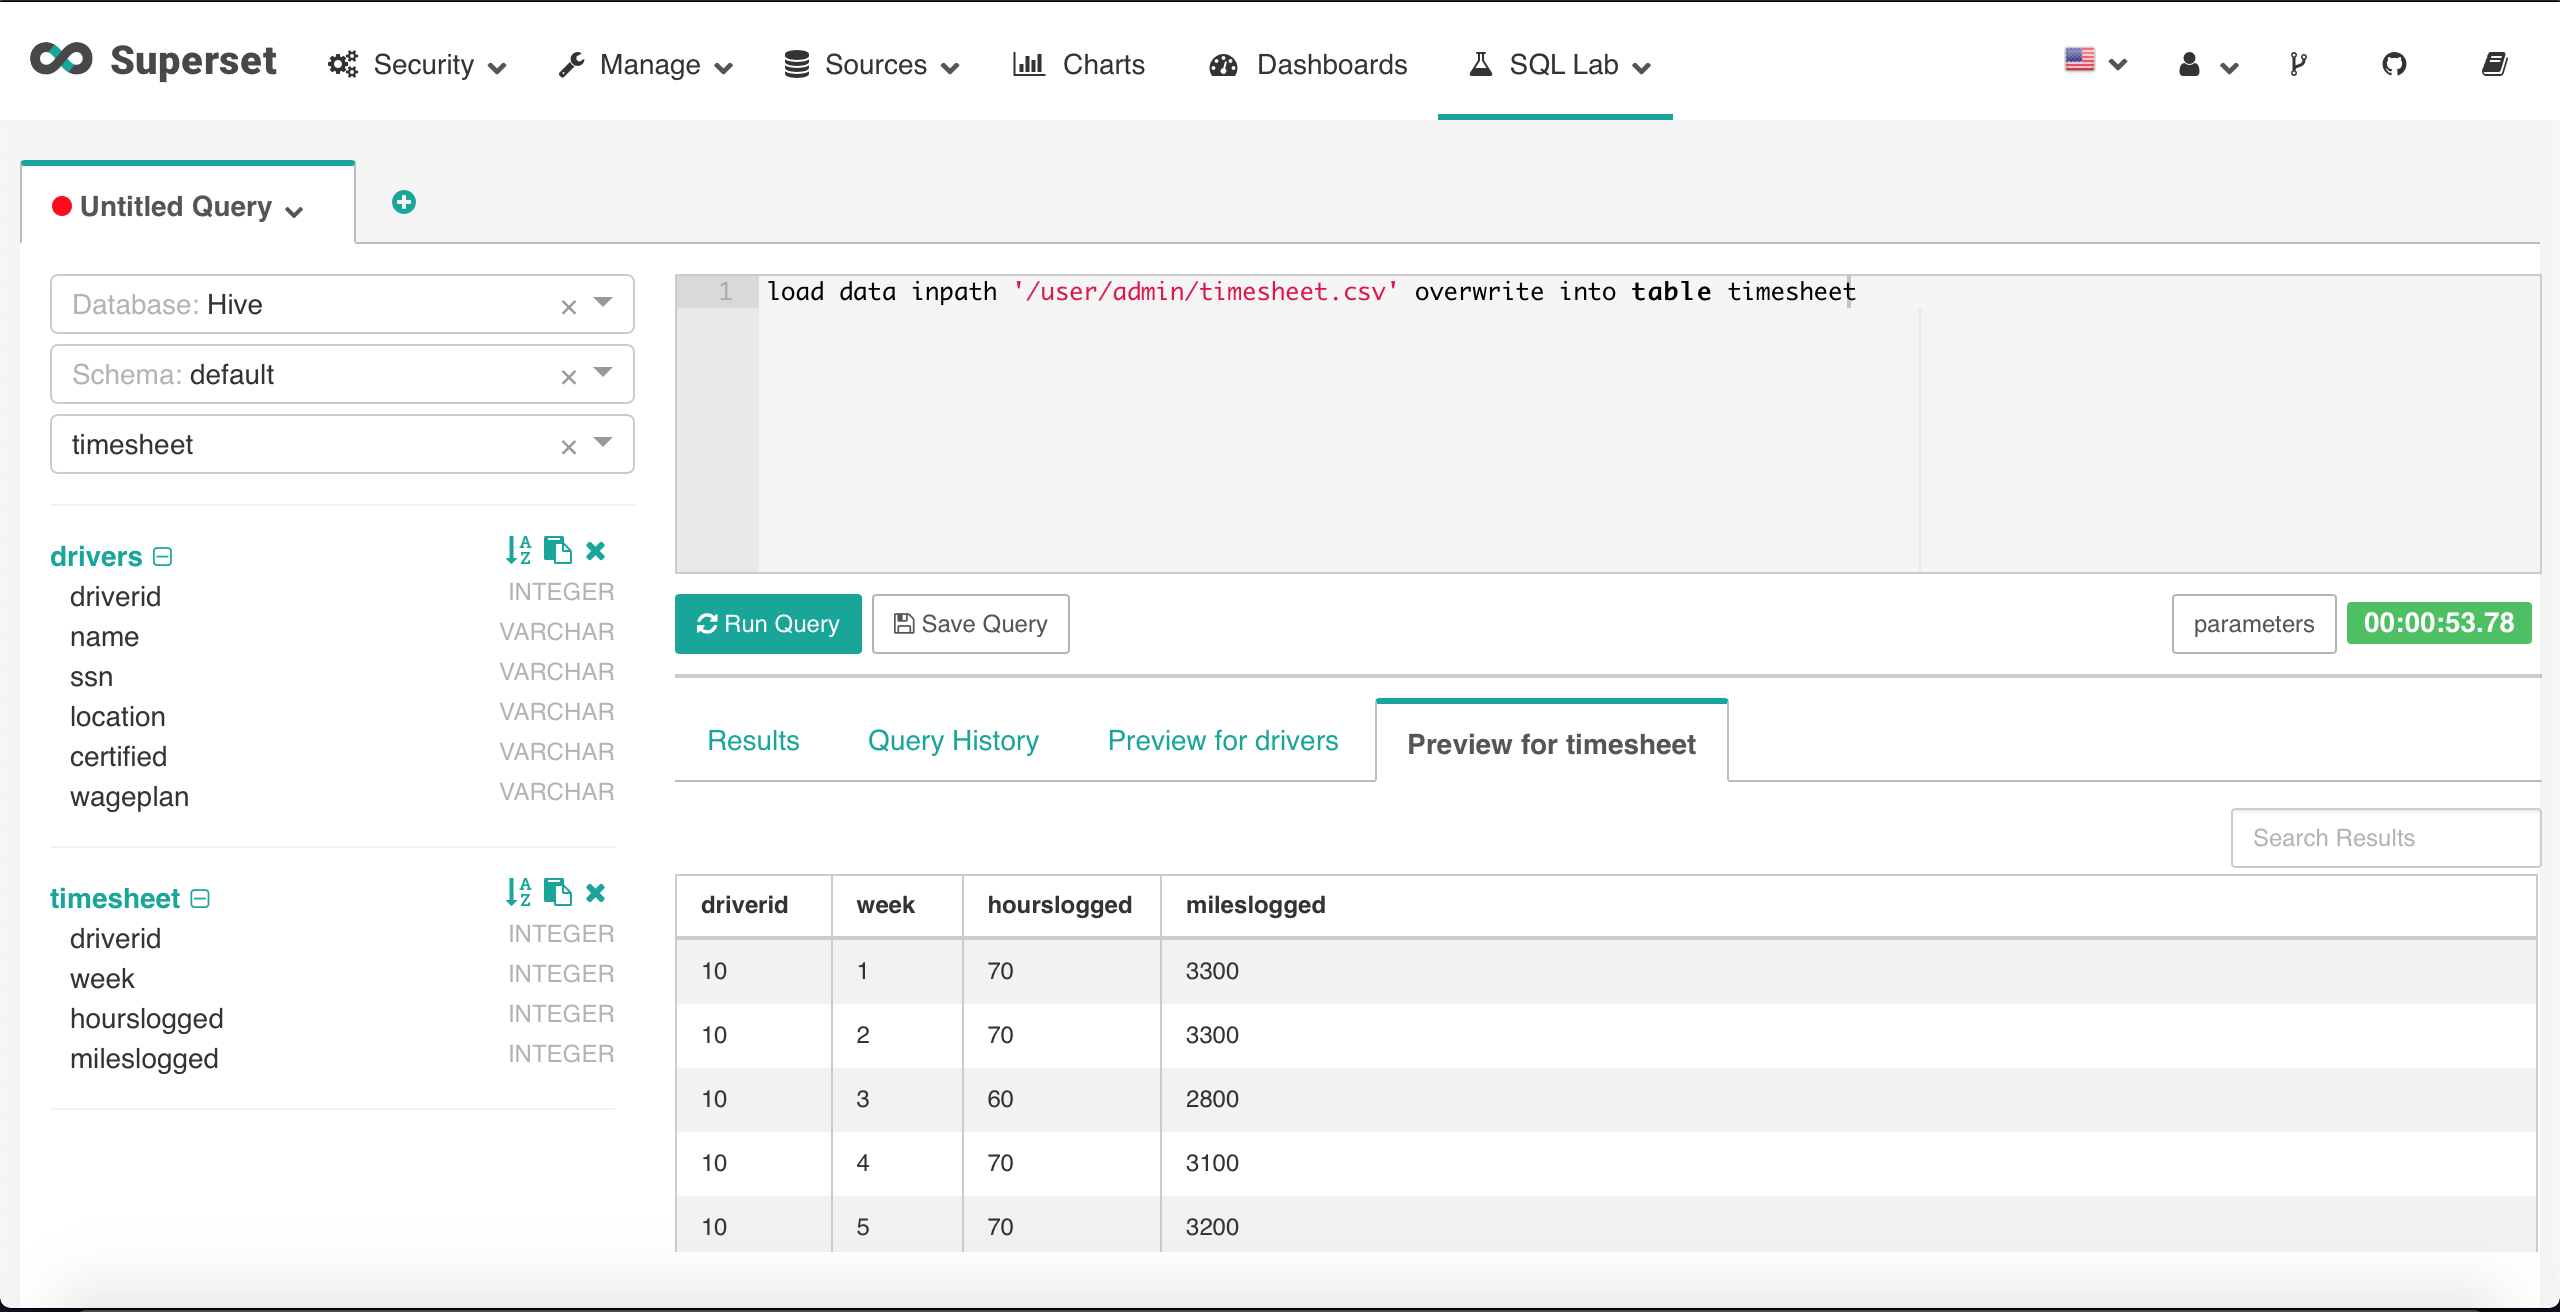 Superset Security Manage Sources Charts Dashboards SQL Lab
Untitled Query
Database: Hive
Schema: default
timesheet
drivers
driverid INTEGER
name VARCHAR
ssn VARCHAR
location VARCHAR
certified VARCHAR
wageplan VARCHAR
timesheet
driverid INTEGER
week INTEGER
hourslogged INTEGER
mileslogged INTEGER
1 load data inpath '/user/admin/timesheet.csv' overwrite into table timesheet
Run Query Save Query parameters 00:00:53.78
Results Query History Preview for drivers Preview for timesheet
Search Results
driverid week hourslogged mileslogged
10 1 70 3300
10 2 70 3300
10 3 60 2800
10 4 70 3100
10 5 70 3200